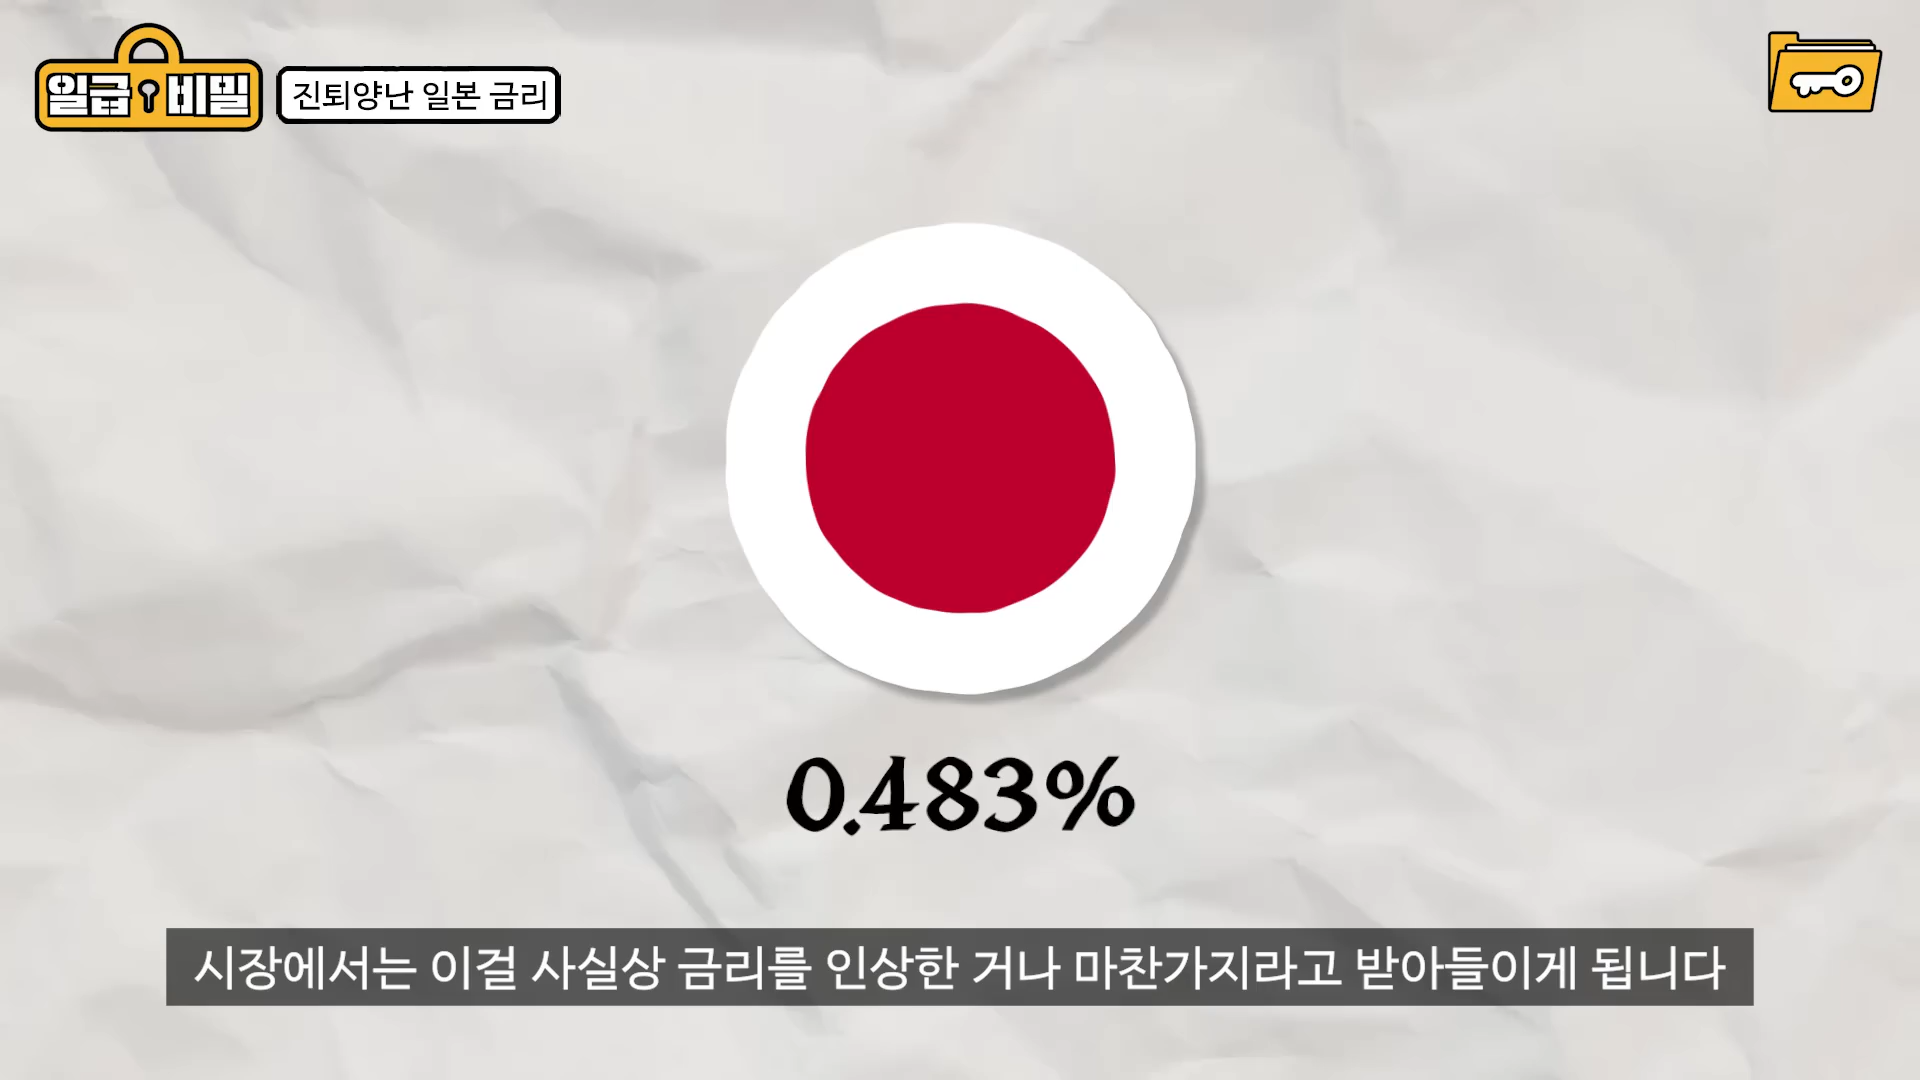 일급비밀
진퇴양난 일본 금리
0.483%
시장에서는 이걸 사실상 금리를 인상한 거나 마찬가지라고 받아들이게 됩니다